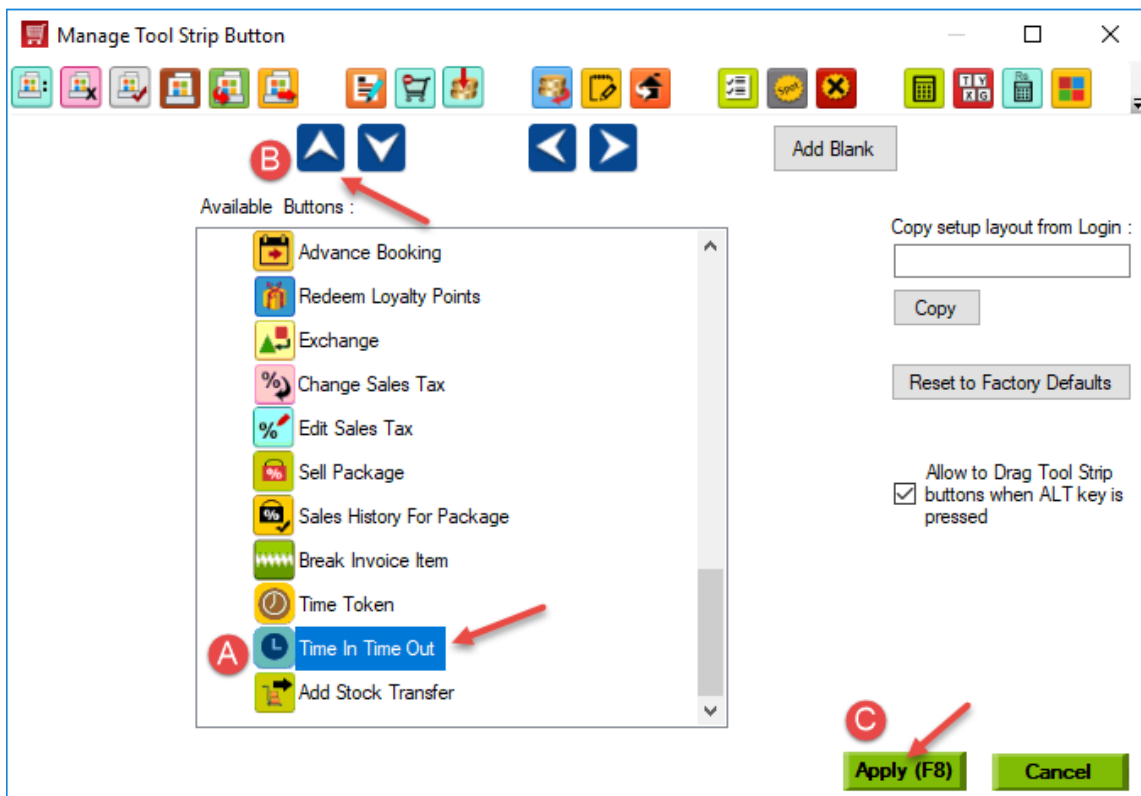 Manage Tool Strip Button
Spot
T Y
X G
Rs.
B
Add Blank
Available Buttons :
Copy setup layout from Login :
Advance Booking
Redeem Loyalty Points
Copy
Exchange
% Change Sales Tax
Reset to Factory Defaults
% Edit Sales Tax
% Sell Package
Allow to Drag Tool Strip
buttons when ALT key is
pressed
% Sales History For Package
Break Invoice Item
Time Token
A Time In Time Out
Add Stock Transfer
C
Apply (F8)
Cancel